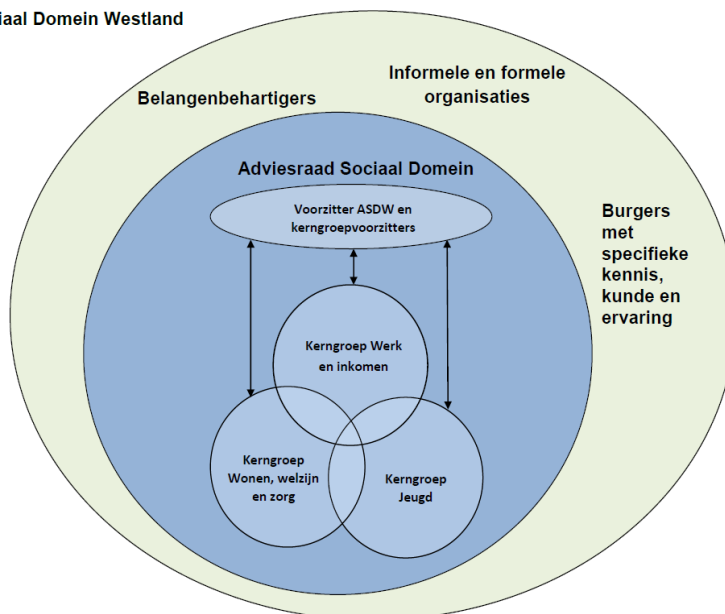 iaal Domein Westland
Informele en formele
organisaties
Belangenbehartigers
Adviesraad Sociaal Domein
Voorzitter ASDW en
kerngroepvoorzitters
Burgers
met
specifieke
kennis,
kunde en
ervaring
Kerngroep Werk
en inkomen
Kerngroep
Wonen, welzijn
en zorg
Kerngroep
Jeugd